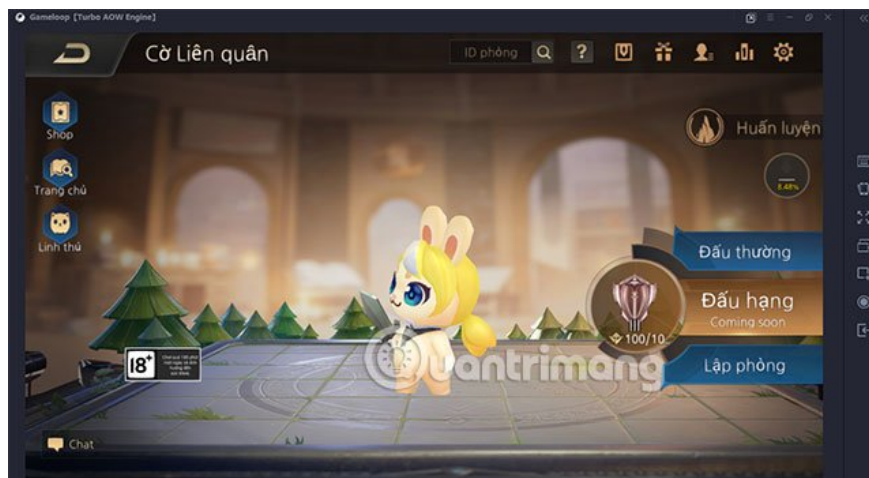 Gameloop [Turbo AOW Engine]
Cờ Liên quân
ID phòng
?
Shop
Trang chủ
Linh thú
Huấn luyện
8.48%
Đấu thường
Đấu hạng
Coming soon
100/10
Lập phòng
18+
Quantrimang
Chat